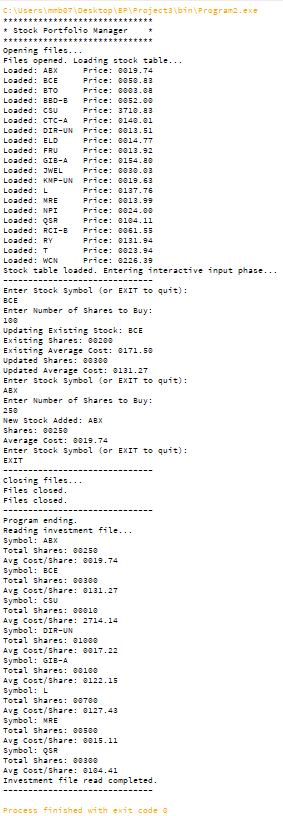 C:\Users\mmb07\Desktop\BP\Project3\bin\Program2.exe
******************************
* Stock Portfolio Manager    *
******************************
Opening files...
Files opened. Loading stock table...
Loaded: ABX     Price: 0019.74
Loaded: BCE     Price: 0050.83
Loaded: BTO     Price: 0003.08
Loaded: BBD-B   Price: 0052.00
Loaded: CSU     Price: 3710.83
Loaded: CTC-A   Price: 0140.01
Loaded: DIR-UN  Price: 0013.51
Loaded: ELD     Price: 0014.77
Loaded: FRU     Price: 0013.92
Loaded: GIB-A   Price: 0154.80
Loaded: JWEL    Price: 0030.03
Loaded: KMP-UN  Price: 0019.63
Loaded: L       Price: 0137.76
Loaded: MRE     Price: 0013.99
Loaded: NPI     Price: 0024.00
Loaded: QSR     Price: 0104.11
Loaded: RCI-B   Price: 0061.55
Loaded: RY      Price: 0131.94
Loaded: T       Price: 0023.94
Loaded: WCN     Price: 0226.39
Stock table loaded. Entering interactive input phase...
------------------------------
Enter Stock Symbol (or EXIT to quit):
BCE
Enter Number of Shares to Buy:
100
Updating Existing Stock: BCE
Existing Shares: 00200
Existing Average Cost: 0171.50
Updated Shares: 00300
Updated Average Cost: 0131.27
Enter Stock Symbol (or EXIT to quit):
ABX
Enter Number of Shares to Buy:
250
New Stock Added: ABX
Shares: 00250
Average Cost: 0019.74
Enter Stock Symbol (or EXIT to quit):
EXIT
------------------------------
Closing files...
Files closed.
Files closed.
------------------------------
Program ending.
Reading investment file...
Symbol: ABX
Total Shares: 00250
Avg Cost/Share: 0019.74
Symbol: BCE
Total Shares: 00300
Avg Cost/Share: 0131.27
Symbol: CSU
Total Shares: 00010
Avg Cost/Share: 2714.14
Symbol: DIR-UN
Total Shares: 01000
Avg Cost/Share: 0017.22
Symbol: GIB-A
Total Shares: 00100
Avg Cost/Share: 0122.15
Symbol: L
Total Shares: 00700
Avg Cost/Share: 0127.43
Symbol: MRE
Total Shares: 00500
Avg Cost/Share: 0015.11
Symbol: QSR
Total Shares: 00300
Avg Cost/Share: 0104.41
Investment file read completed.
------------------------------
Process finished with exit code 0